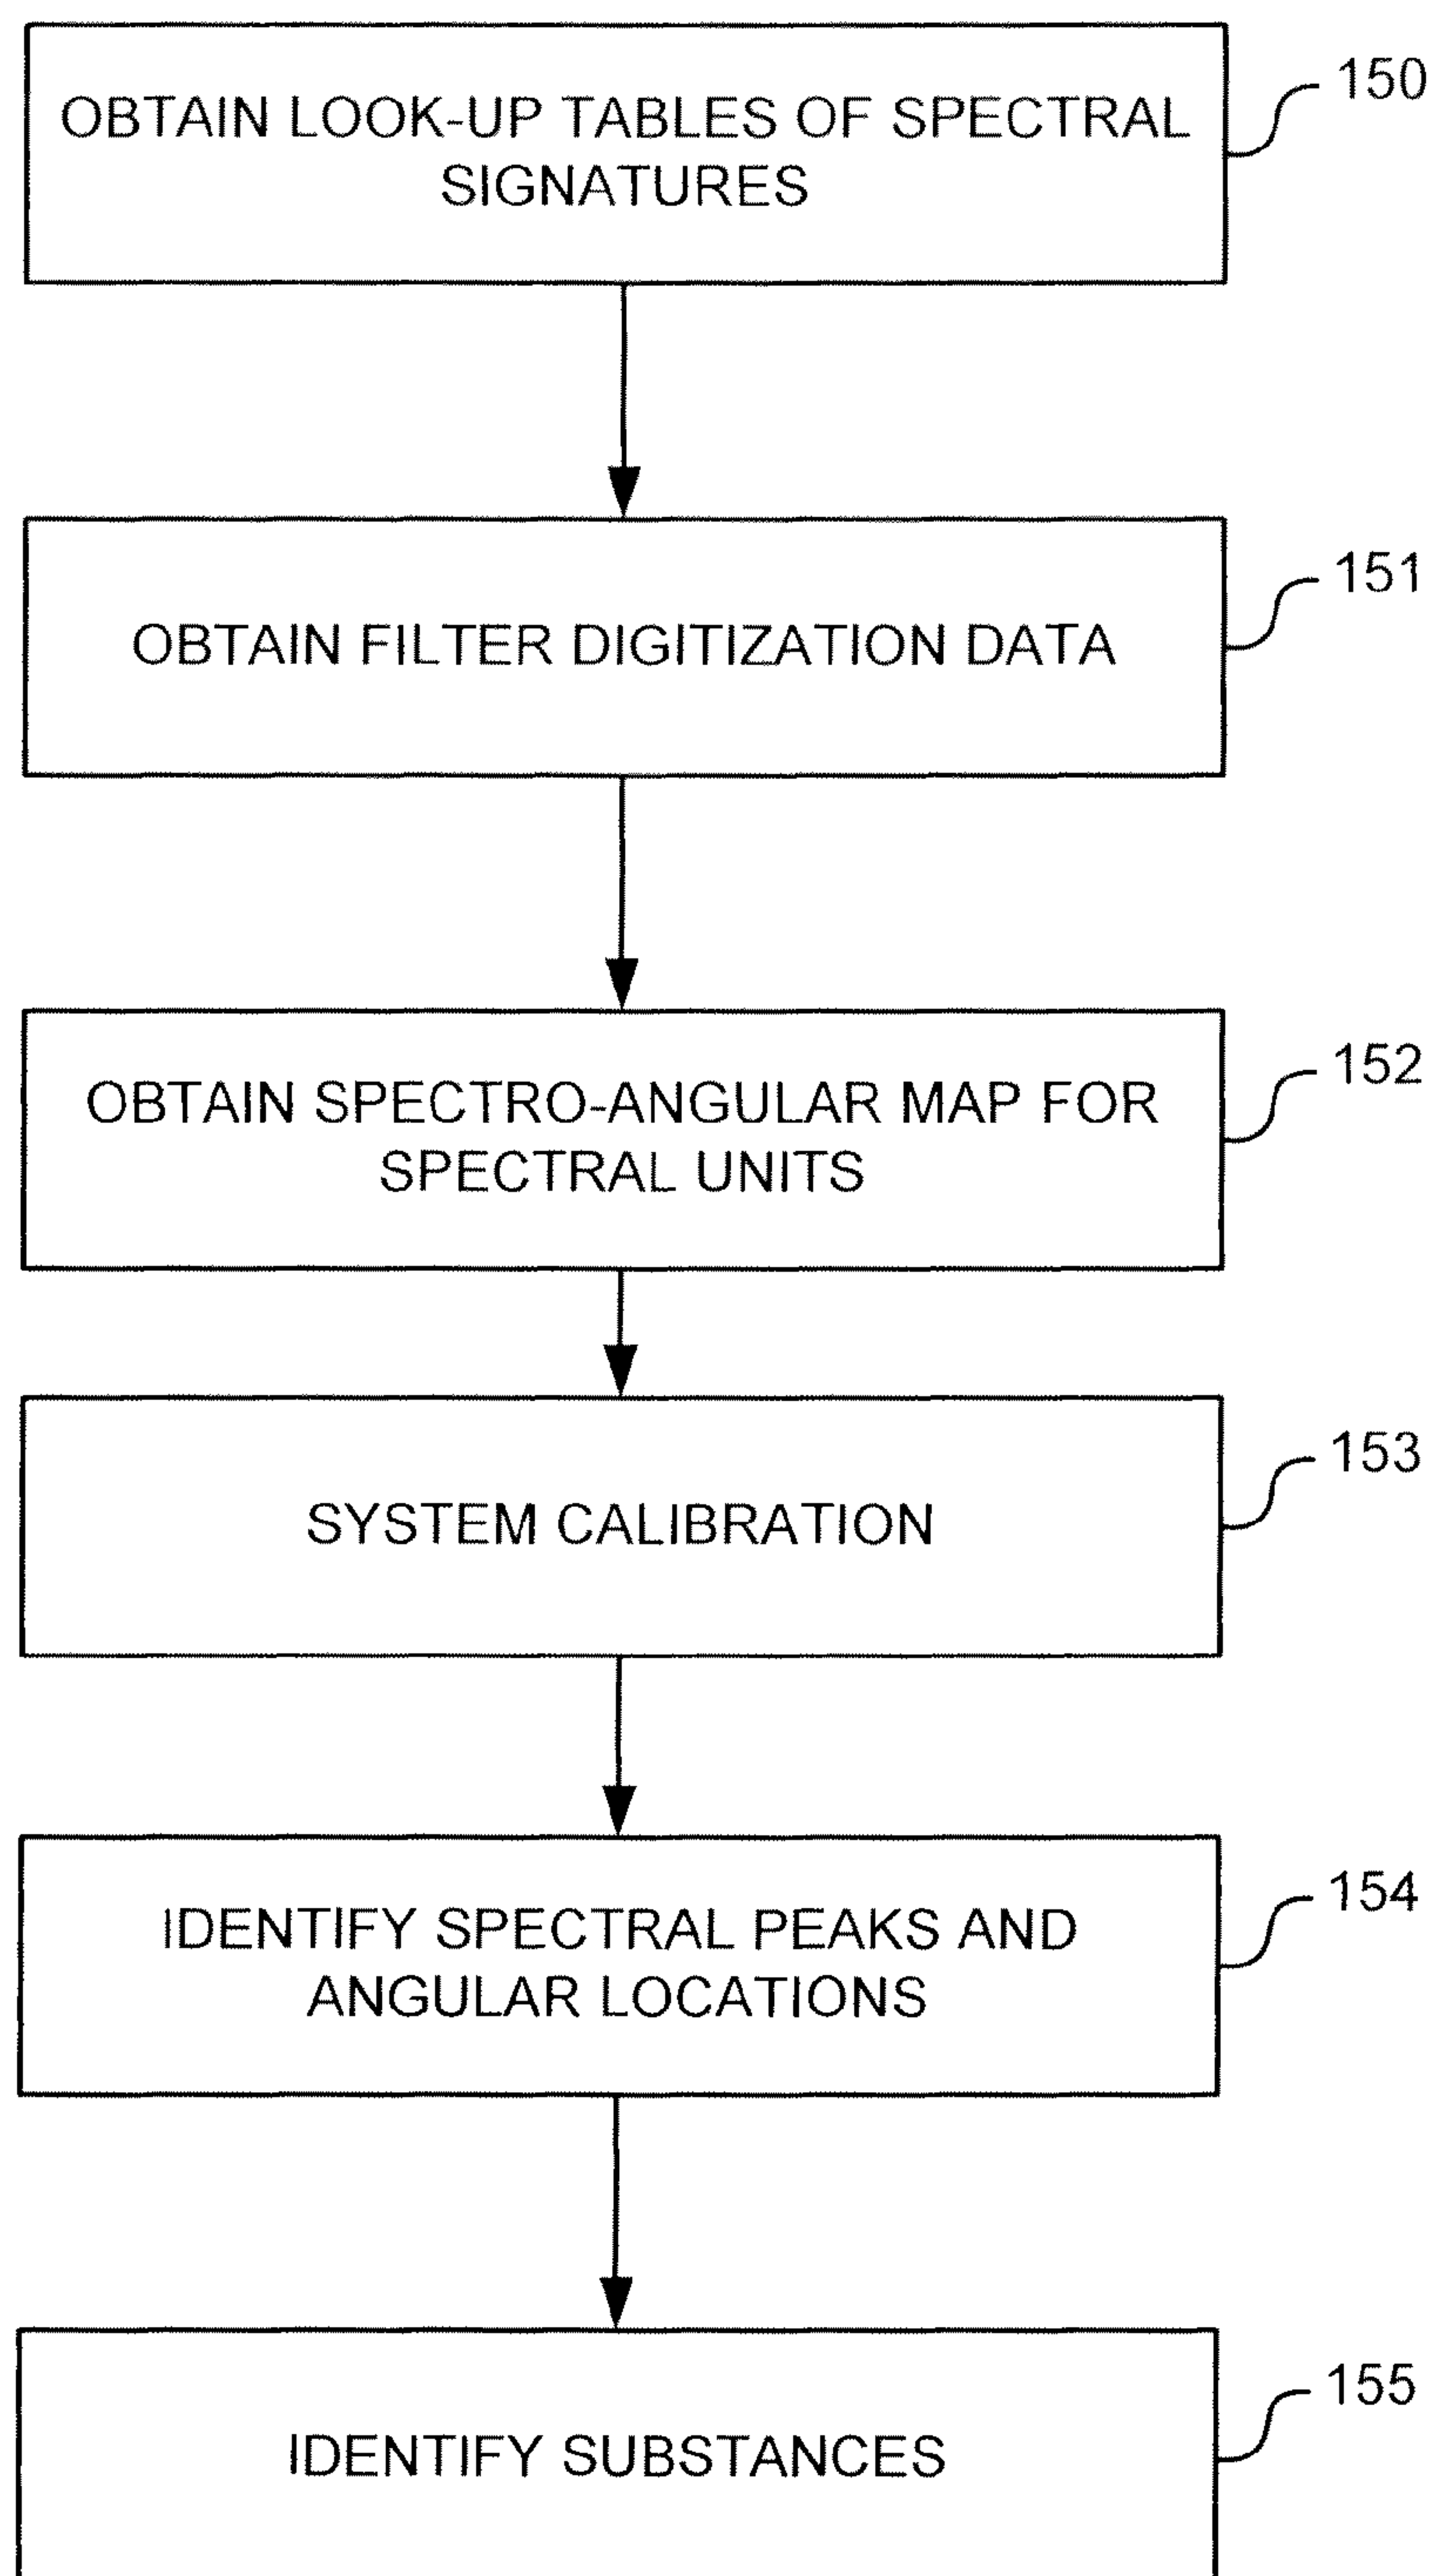 OBTAIN LOOK-UP TABLES OF SPECTRAL
SIGNATURES
150
OBTAIN FILTER DIGITIZATION DATA
151
OBTAIN SPECTRO-ANGULAR MAP FOR
SPECTRAL UNITS
152
SYSTEM CALIBRATION
153
IDENTIFY SPECTRAL PEAKS AND
ANGULAR LOCATIONS
154
IDENTIFY SUBSTANCES
155